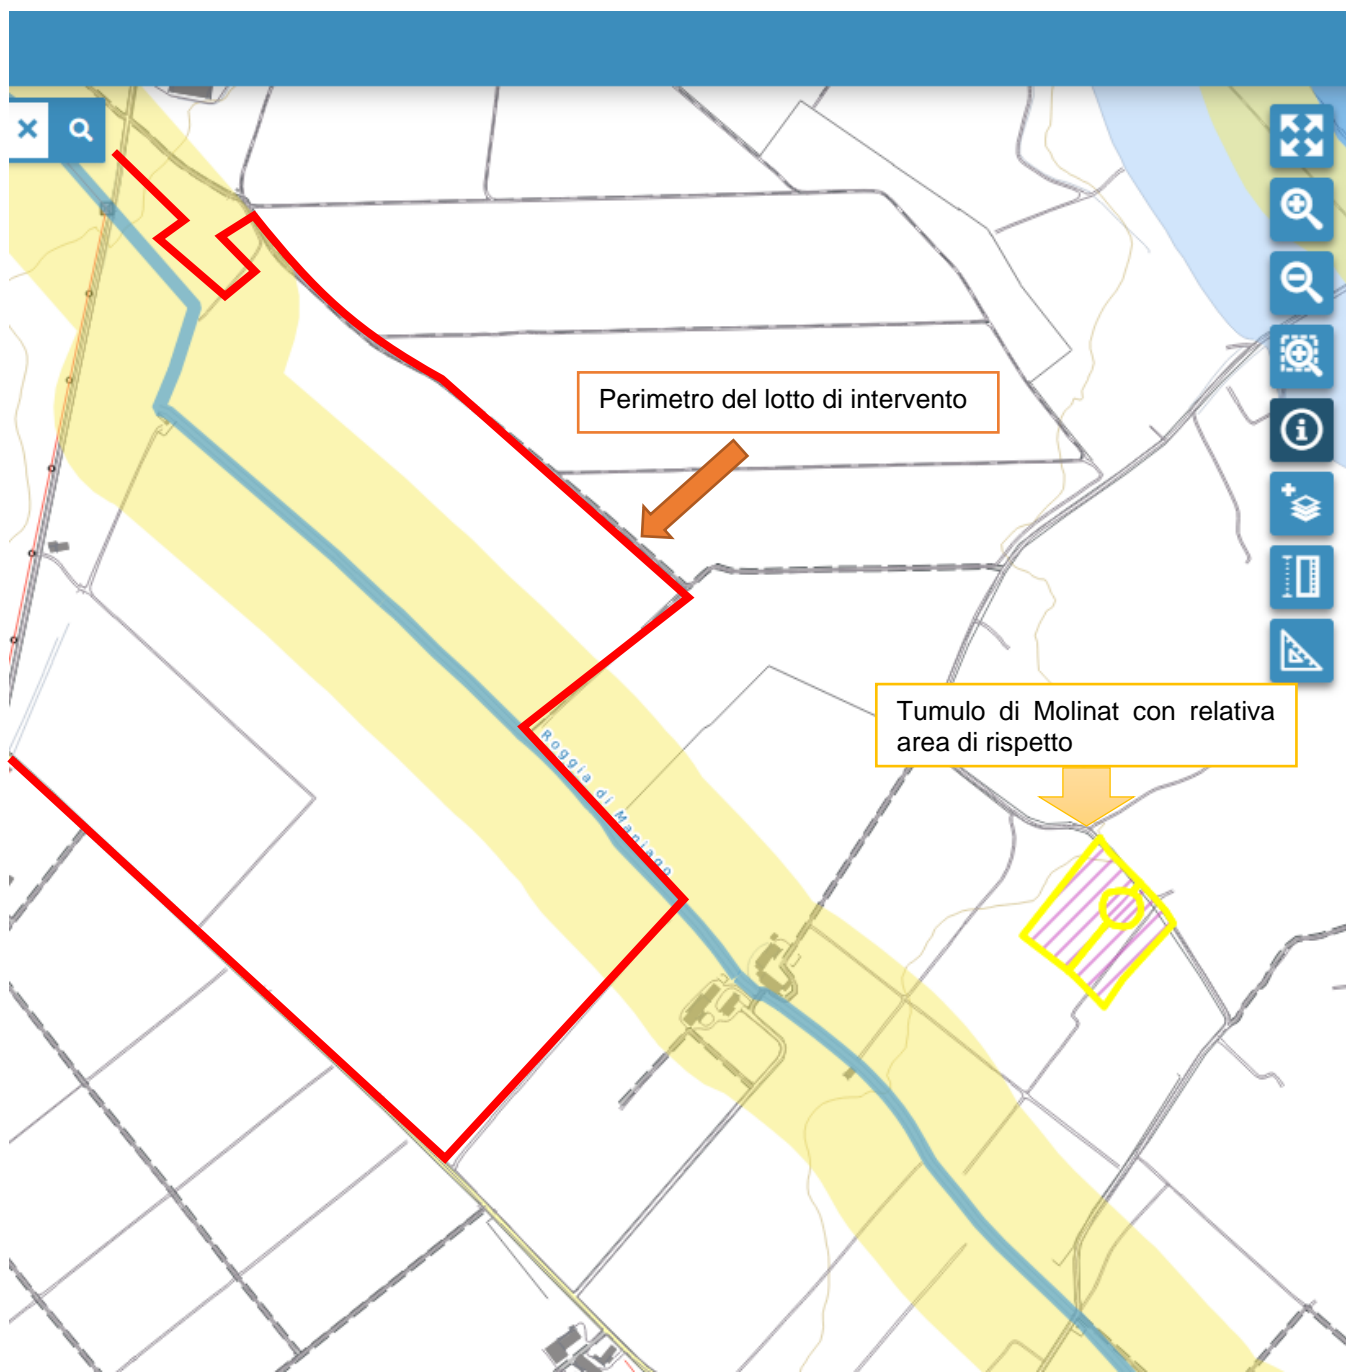 Perimetro del lotto di intervento
Tumulo di Molinat con relativa
area di rispetto
Roggia di Maniago